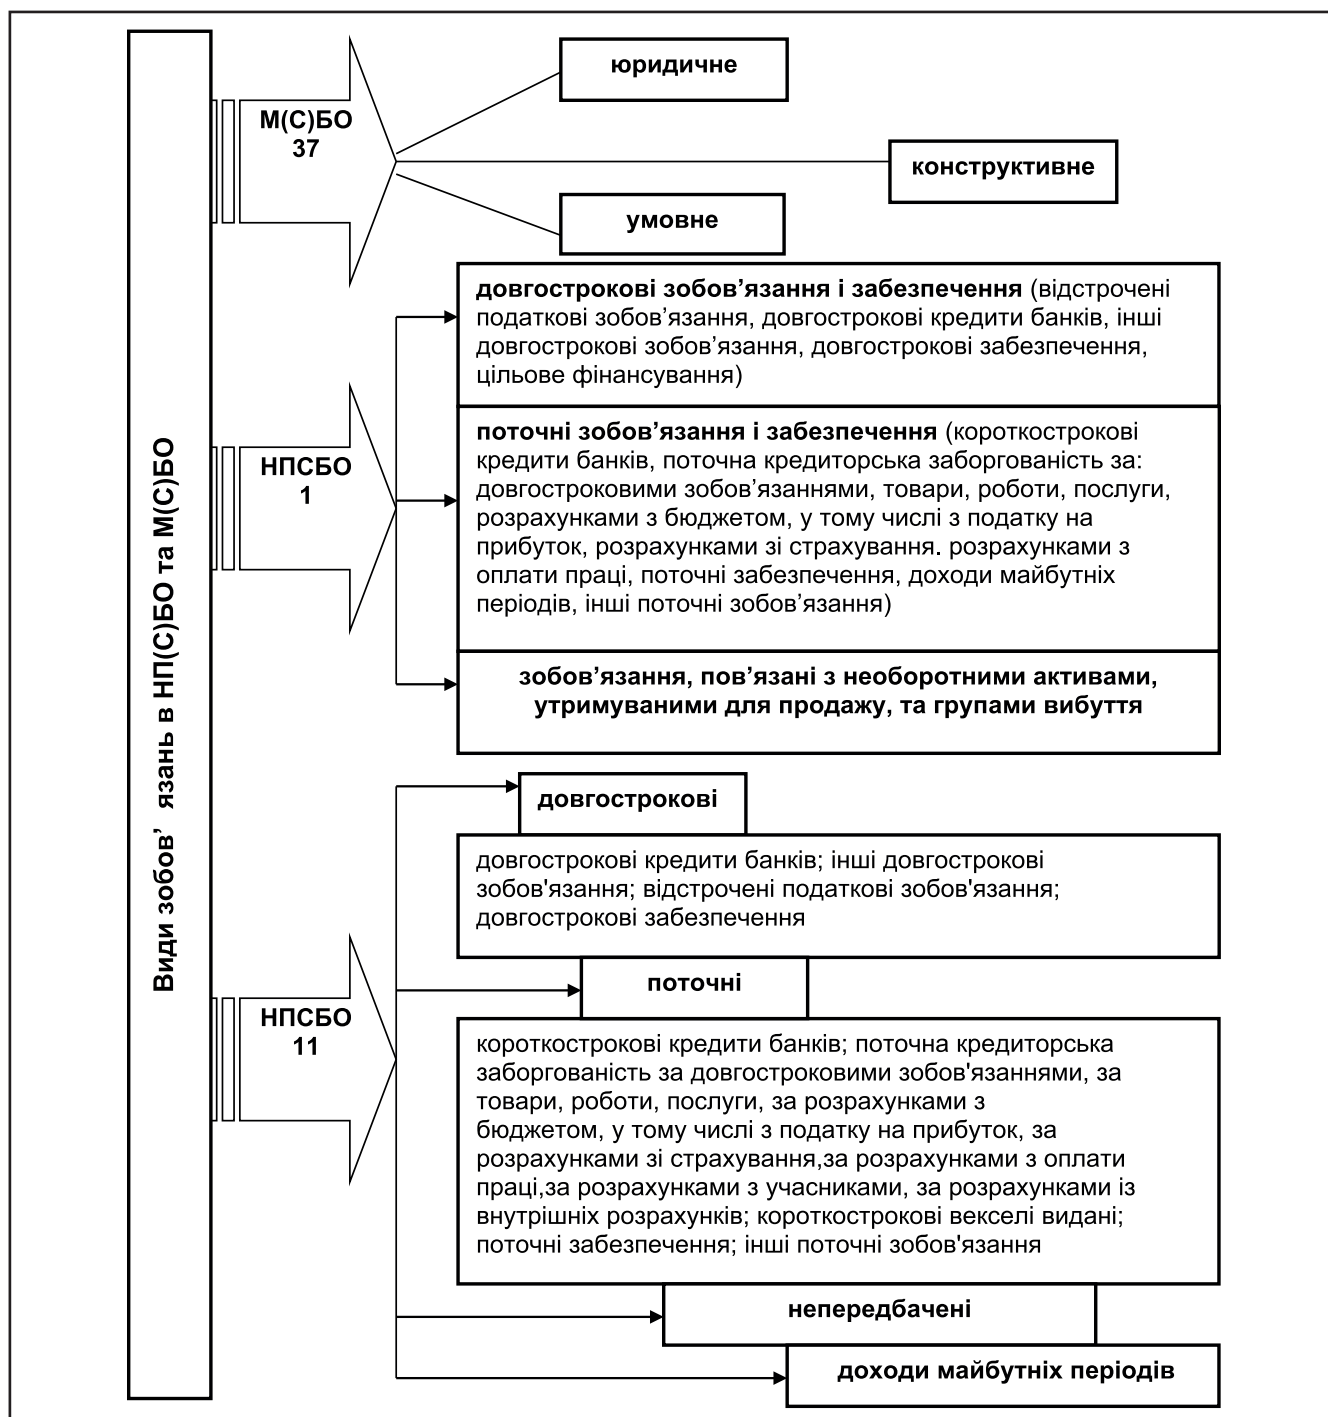 Види зобов’ язань в НП(С)БО та М(С)БО
М(С)БО
37
юридичне
конструктивне
умовне
НПСБО
1
довгострокові зобов’язання і забезпечення (відстрочені
податкові зобов’язання, довгострокові кредити банків, інші
довгострокові зобов’язання, довгострокові забезпечення,
цільове фінансування)
поточні зобов’язання і забезпечення (короткострокові
кредити банків, поточна кредиторська заборгованість за:
довгостроковими зобов’язаннями, товари, роботи, послуги,
розрахунками з бюджетом, у тому числі з податку на
прибуток, розрахунками зі страхування. розрахунками з
оплати праці, поточні забезпечення, доходи майбутніх
періодів, інші поточні зобов’язання)
зобов’язання, пов’язані з необоротними активами,
утримуваними для продажу, та групами вибуття
НПСБО
11
довгострокові
довгострокові кредити банків; інші довгострокові
зобов'язання; відстрочені податкові зобов'язання;
довгострокові забезпечення
поточні
короткострокові кредити банків; поточна кредиторська
заборгованість за довгостроковими зобов'язаннями, за
товари, роботи, послуги, за розрахунками з
бюджетом, у тому числі з податку на прибуток, за
розрахунками зі страхування,за розрахунками з оплати
праці,за розрахунками з учасниками, за розрахунками із
внутрішніх розрахунків; короткострокові векселі видані;
поточні забезпечення; інші поточні зобов'язання
непередбачені
доходи майбутніх періодів